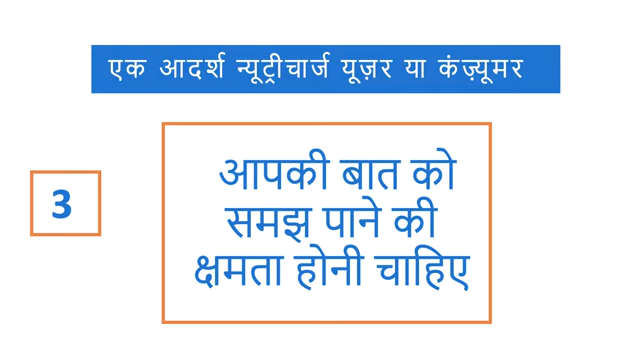 एक आदर्श न्यूट्रीचार्ज यूज़र या कंज़्यूमर
3
आपकी बात को
समझ पाने की
क्षमता होनी चाहिए